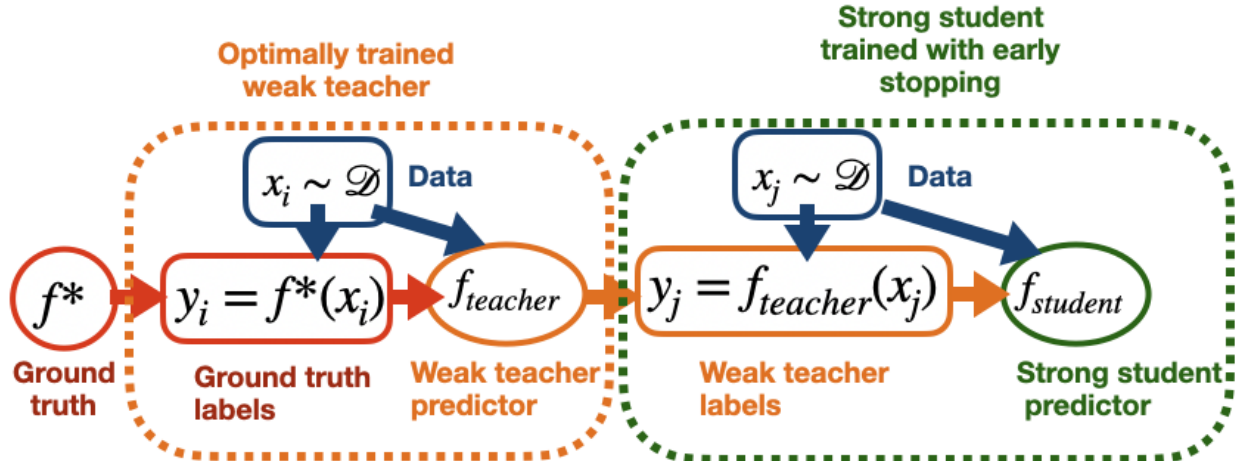 Optimally trained
weak teacher
Strong student
trained with early
stopping
x_i ∼ 𝒟
Data
x_j ∼ 𝒟
Data
f*
y_i = f*(x_i)
f_teacher
y_j = f_teacher(x_j)
f_student
Ground
truth
Ground truth
labels
Weak teacher
predictor
Weak teacher
labels
Strong student
predictor